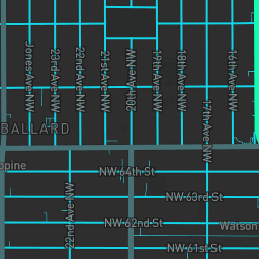 Jones Ave NW
23rd Ave NW
22nd Ave NW
21st Ave NW
20th Ave NW
19th Ave NW
18th Ave NW
17th Ave NW
16th Ave NW
BALLARD
opine
NW 64th St
22nd Ave NW
NW 63rd St
NW 62nd St
Watson
NW 61st St